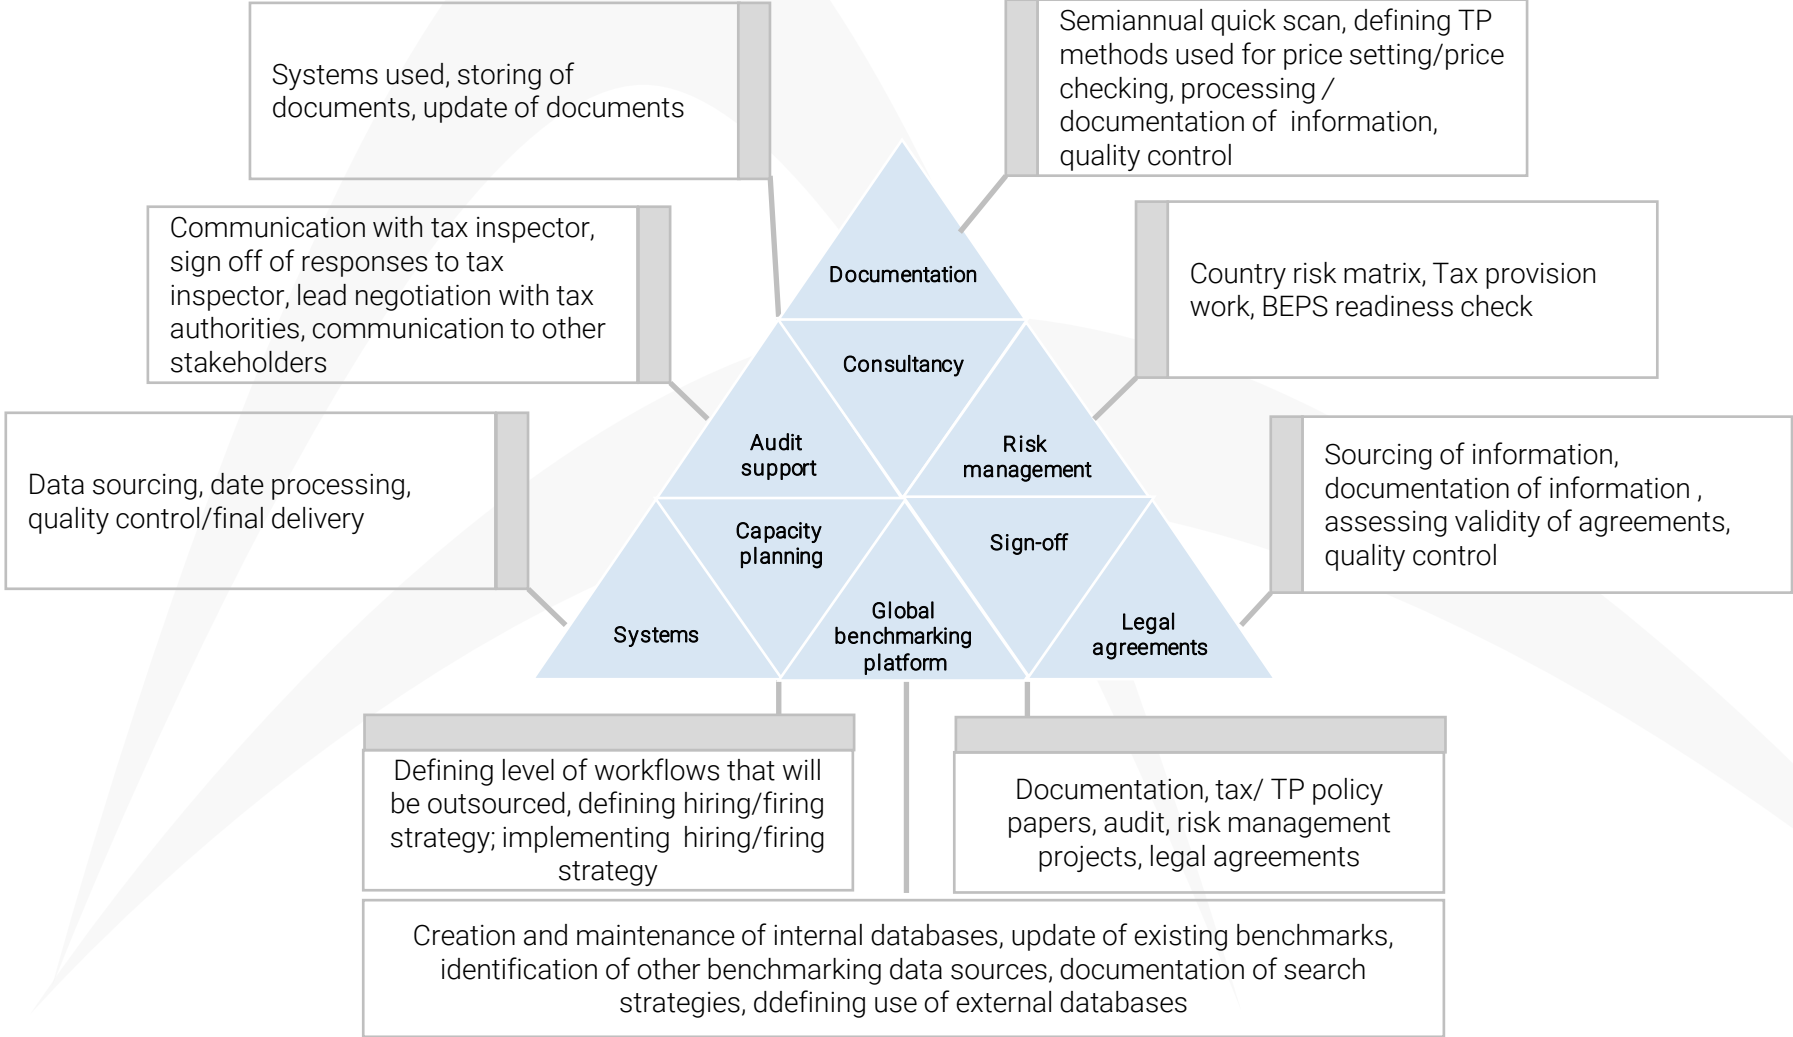 Systems used, storing of
documents, update of documents
Semiannual quick scan, defining TP
methods used for price setting/price
checking, processing /
documentation of information,
quality control
Communication with tax inspector,
sign off of responses to tax
inspector, lead negotiation with tax
authorities, communication to other
stakeholders
Country risk matrix, Tax provision
work, BEPS readiness check
Data sourcing, date processing,
quality control/final delivery
Sourcing of information,
documentation of information ,
assessing validity of agreements,
quality control
Documentation
Consultancy
Audit
support
Risk
management
Capacity
planning
Sign-off
Systems
Global
benchmarking
platform
Legal
agreements
Defining level of workflows that will
be outsourced, defining hiring/firing
strategy; implementing hiring/firing
strategy
Documentation, tax/ TP policy
papers, audit, risk management
projects, legal agreements
Creation and maintenance of internal databases, update of existing benchmarks,
identification of other benchmarking data sources, documentation of search
strategies, ddefining use of external databases